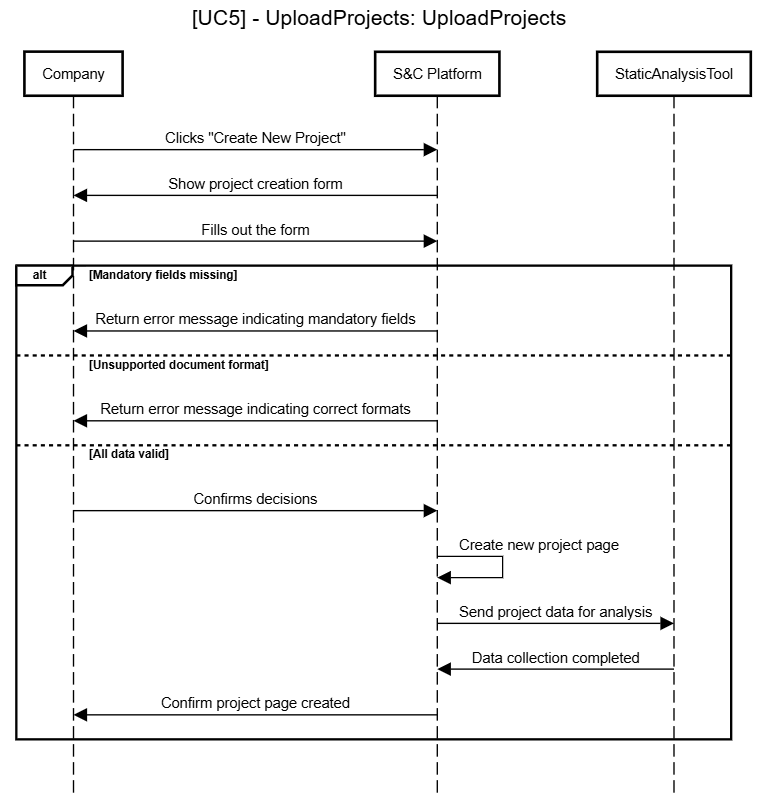 [UC5] - UploadProjects: UploadProjects
Company
S&C Platform
StaticAnalysisTool
Clicks "Create New Project"
Show project creation form
Fills out the form
alt
[Mandatory fields missing]
Return error message indicating mandatory fields
[Unsupported document format]
Return error message indicating correct formats
[All data valid]
Confirms decisions
Create new project page
Send project data for analysis
Data collection completed
Confirm project page created